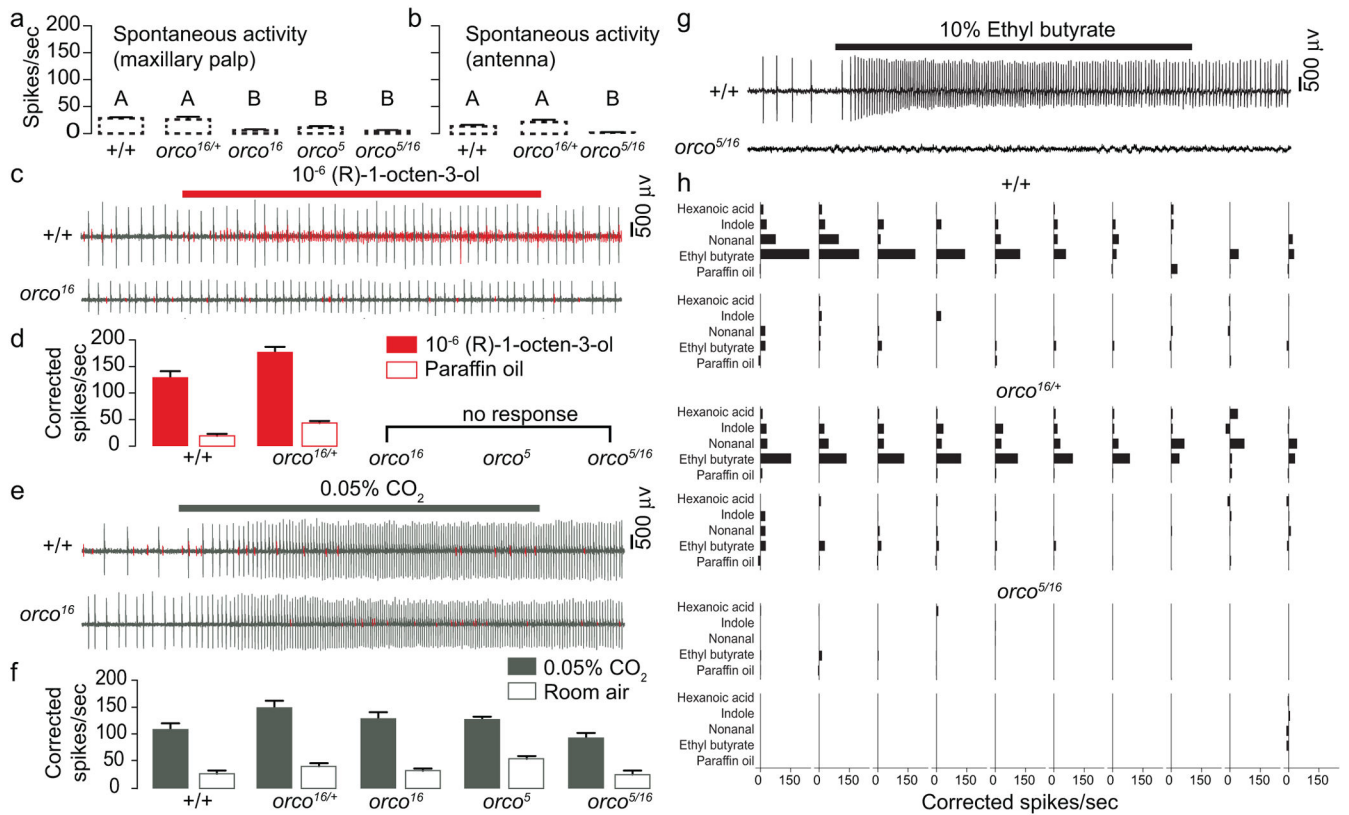 a
200
150
100
50
0
Spikes/sec
Spontaneous activity
(maxillary palp)
A A B B B
+/+ orco16/+ orco16 orco5 orco5/16
b
Spontaneous activity
(antenna)
A A B
+/+ orco16/+ orco5/16
c
10-6 (R)-1-octen-3-ol
+/+
orco16
500 μv
d
200
150
100
50
0
Corrected
spikes/sec
10-6 (R)-1-octen-3-ol
Paraffin oil
no response
+/+ orco16/+ orco16 orco5 orco5/16
e
0.05% CO2
+/+
orco16
500 μv
f
200
150
100
50
0
Corrected
spikes/sec
0.05% CO2
Room air
+/+ orco16/+ orco16 orco5 orco5/16
g
10% Ethyl butyrate
+/+
orco5/16
500 μv
h
+/+
Hexanoic acid
Indole
Nonanal
Ethyl butyrate
Paraffin oil
Hexanoic acid
Indole
Nonanal
Ethyl butyrate
Paraffin oil
orco16/+
Hexanoic acid
Indole
Nonanal
Ethyl butyrate
Paraffin oil
Hexanoic acid
Indole
Nonanal
Ethyl butyrate
Paraffin oil
orco5/16
Hexanoic acid
Indole
Nonanal
Ethyl butyrate
Paraffin oil
Hexanoic acid
Indole
Nonanal
Ethyl butyrate
Paraffin oil
0 150 0 150 0 150 0 150 0 150 0 150 0 150 0 150 0 150 0 150
Corrected spikes/sec